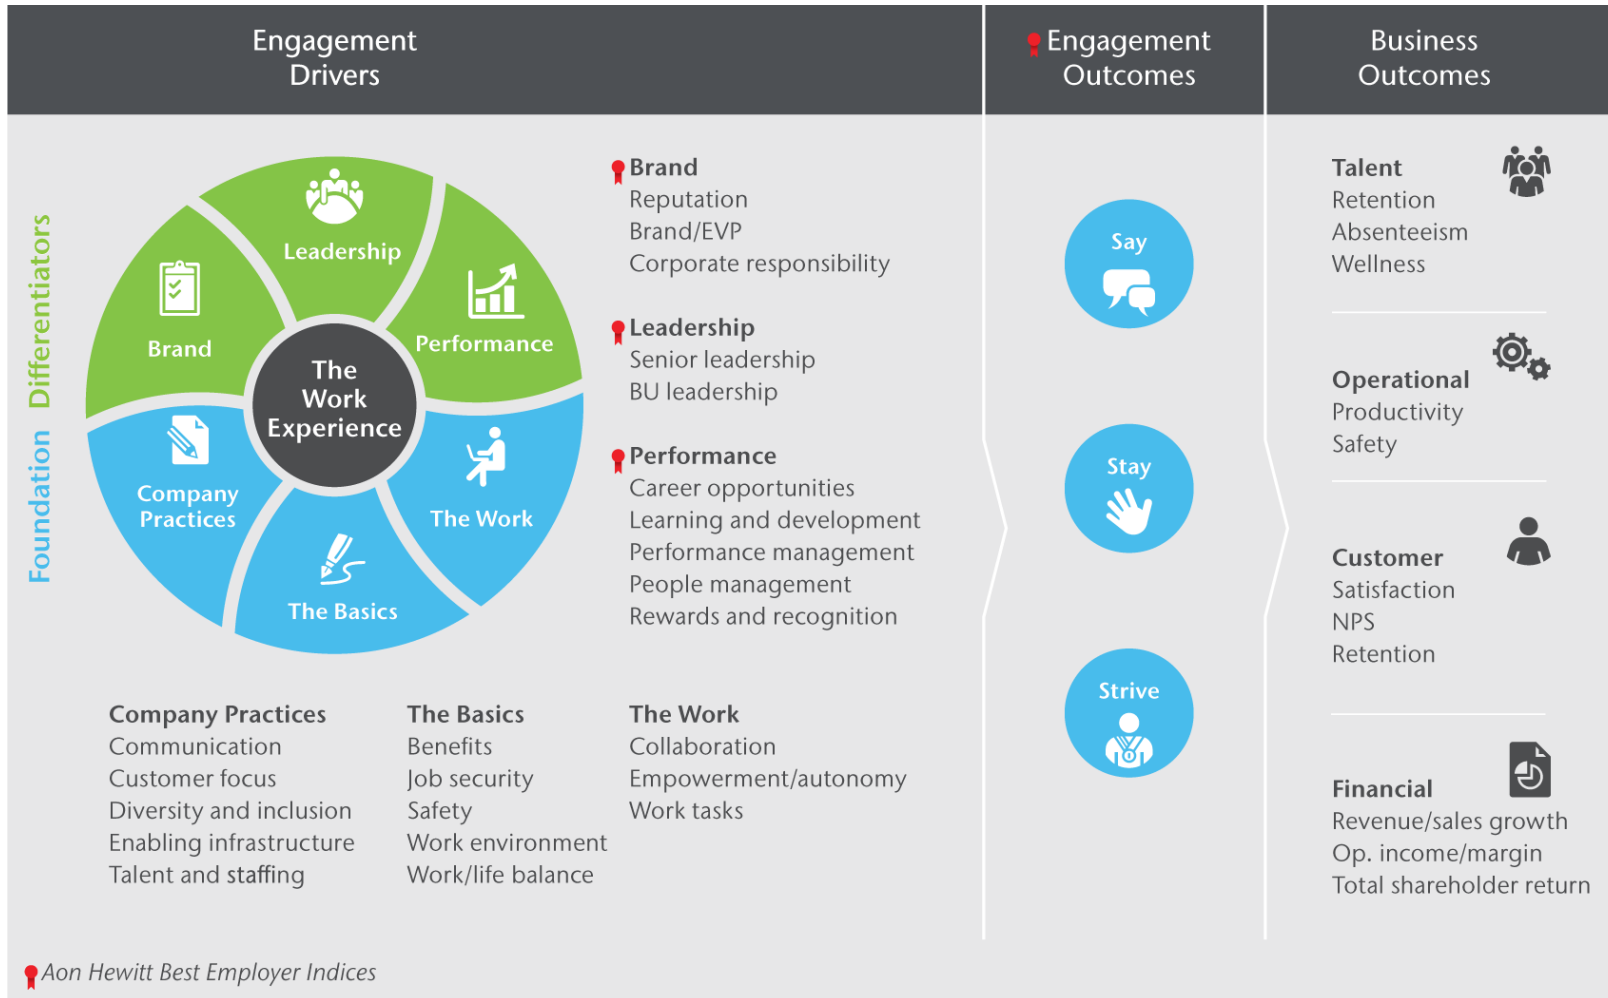 Engagement
Drivers
Engagement
Outcomes
Business
Outcomes
Differentiators
Foundation
Leadership
Brand
Performance
The
Work
Experience
Company
Practices
The Work
The Basics
Brand
Reputation
Brand/EVP
Corporate responsibility
Leadership
Senior leadership
BU leadership
Performance
Career opportunities
Learning and development
Performance management
People management
Rewards and recognition
Company Practices
Communication
Customer focus
Diversity and inclusion
Enabling infrastructure
Talent and staffing
The Basics
Benefits
Job security
Safety
Work environment
Work/life balance
The Work
Collaboration
Empowerment/autonomy
Work tasks
Say
Stay
Strive
Talent
Retention
Absenteeism
Wellness
Operational
Productivity
Safety
Customer
Satisfaction
NPS
Retention
Financial
Revenue/sales growth
Op. income/margin
Total shareholder return
Aon Hewitt Best Employer Indices